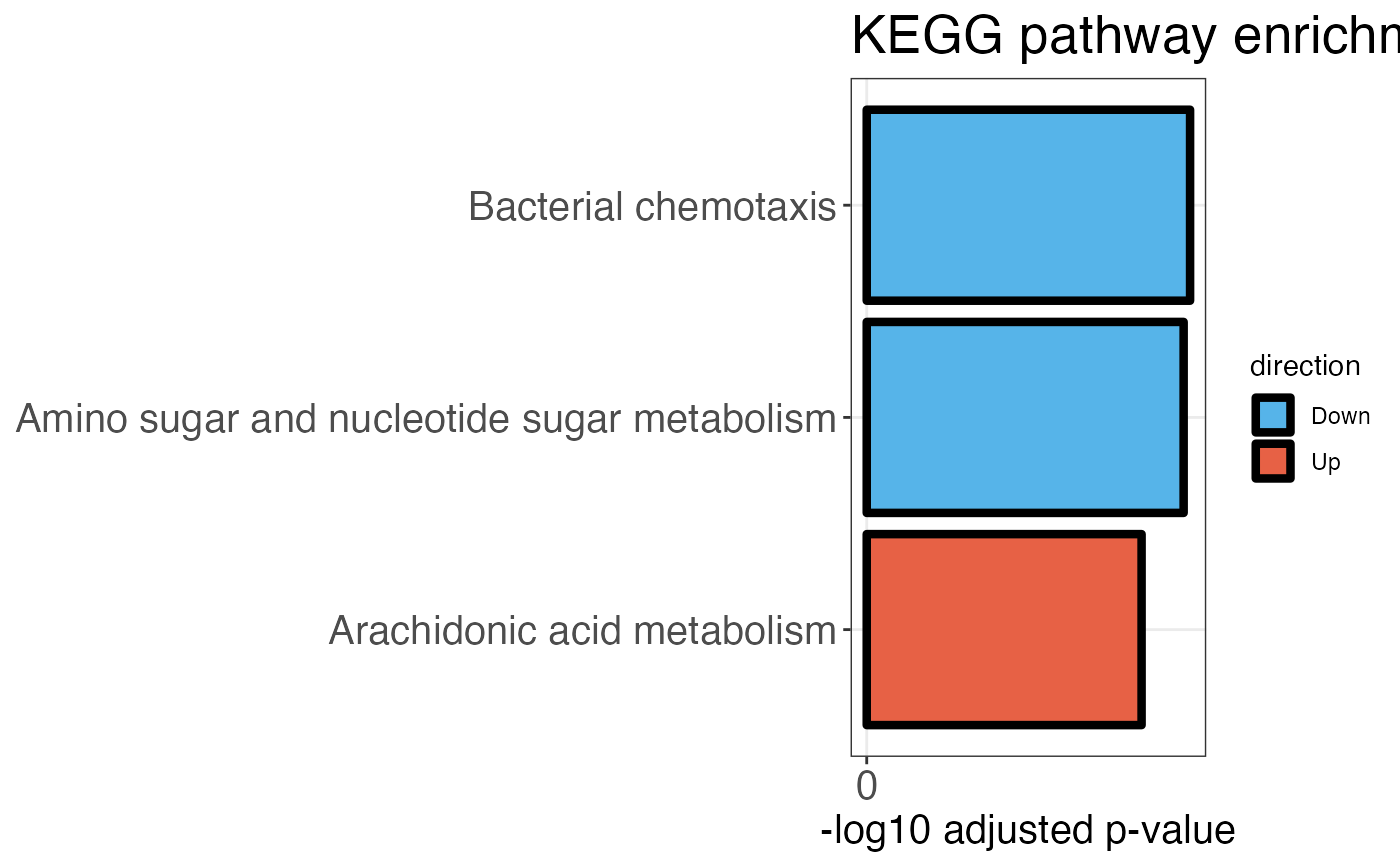 KEGG pathway enrichn
Bacterial chemotaxis
Amino sugar and nucleotide sugar metabolism
Arachidonic acid metabolism
0
-log10 adjusted p-value
direction
Down
Up